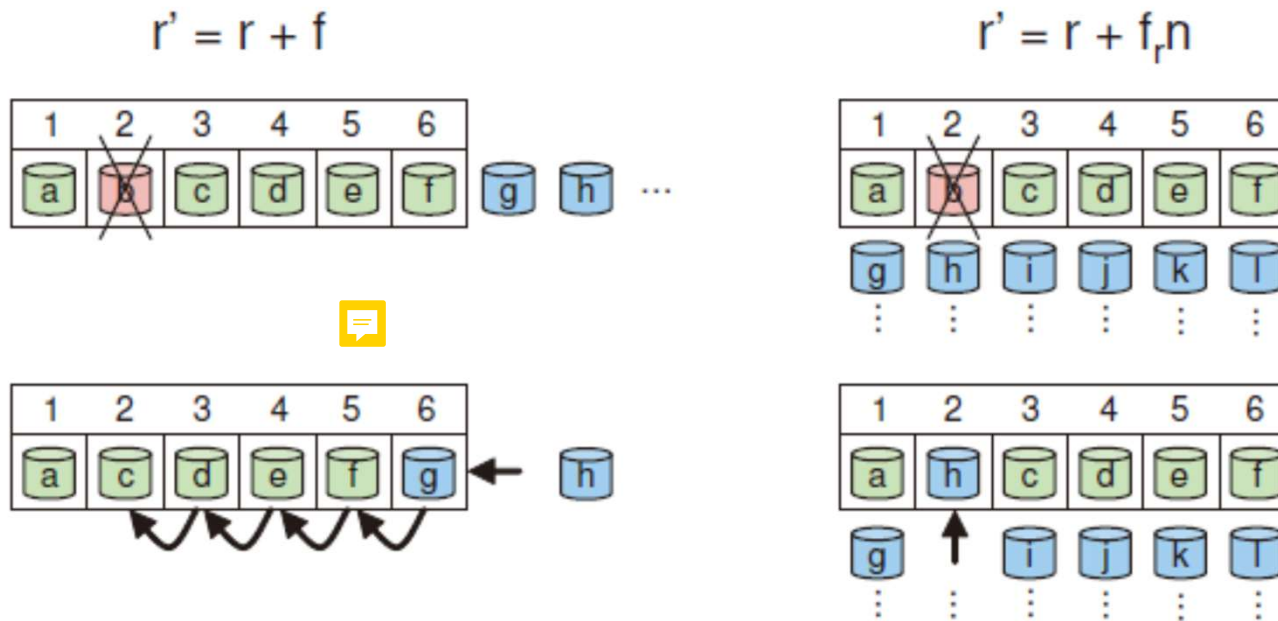 r' = r + f
1 2 3 4 5 6
a b c d e f g h ...
1 2 3 4 5 6
a c d e f g h
r' = r + fᵣn
1 2 3 4 5 6
a b c d e f
g h i j k l
1 2 3 4 5 6
a h c d e f
g i j k l